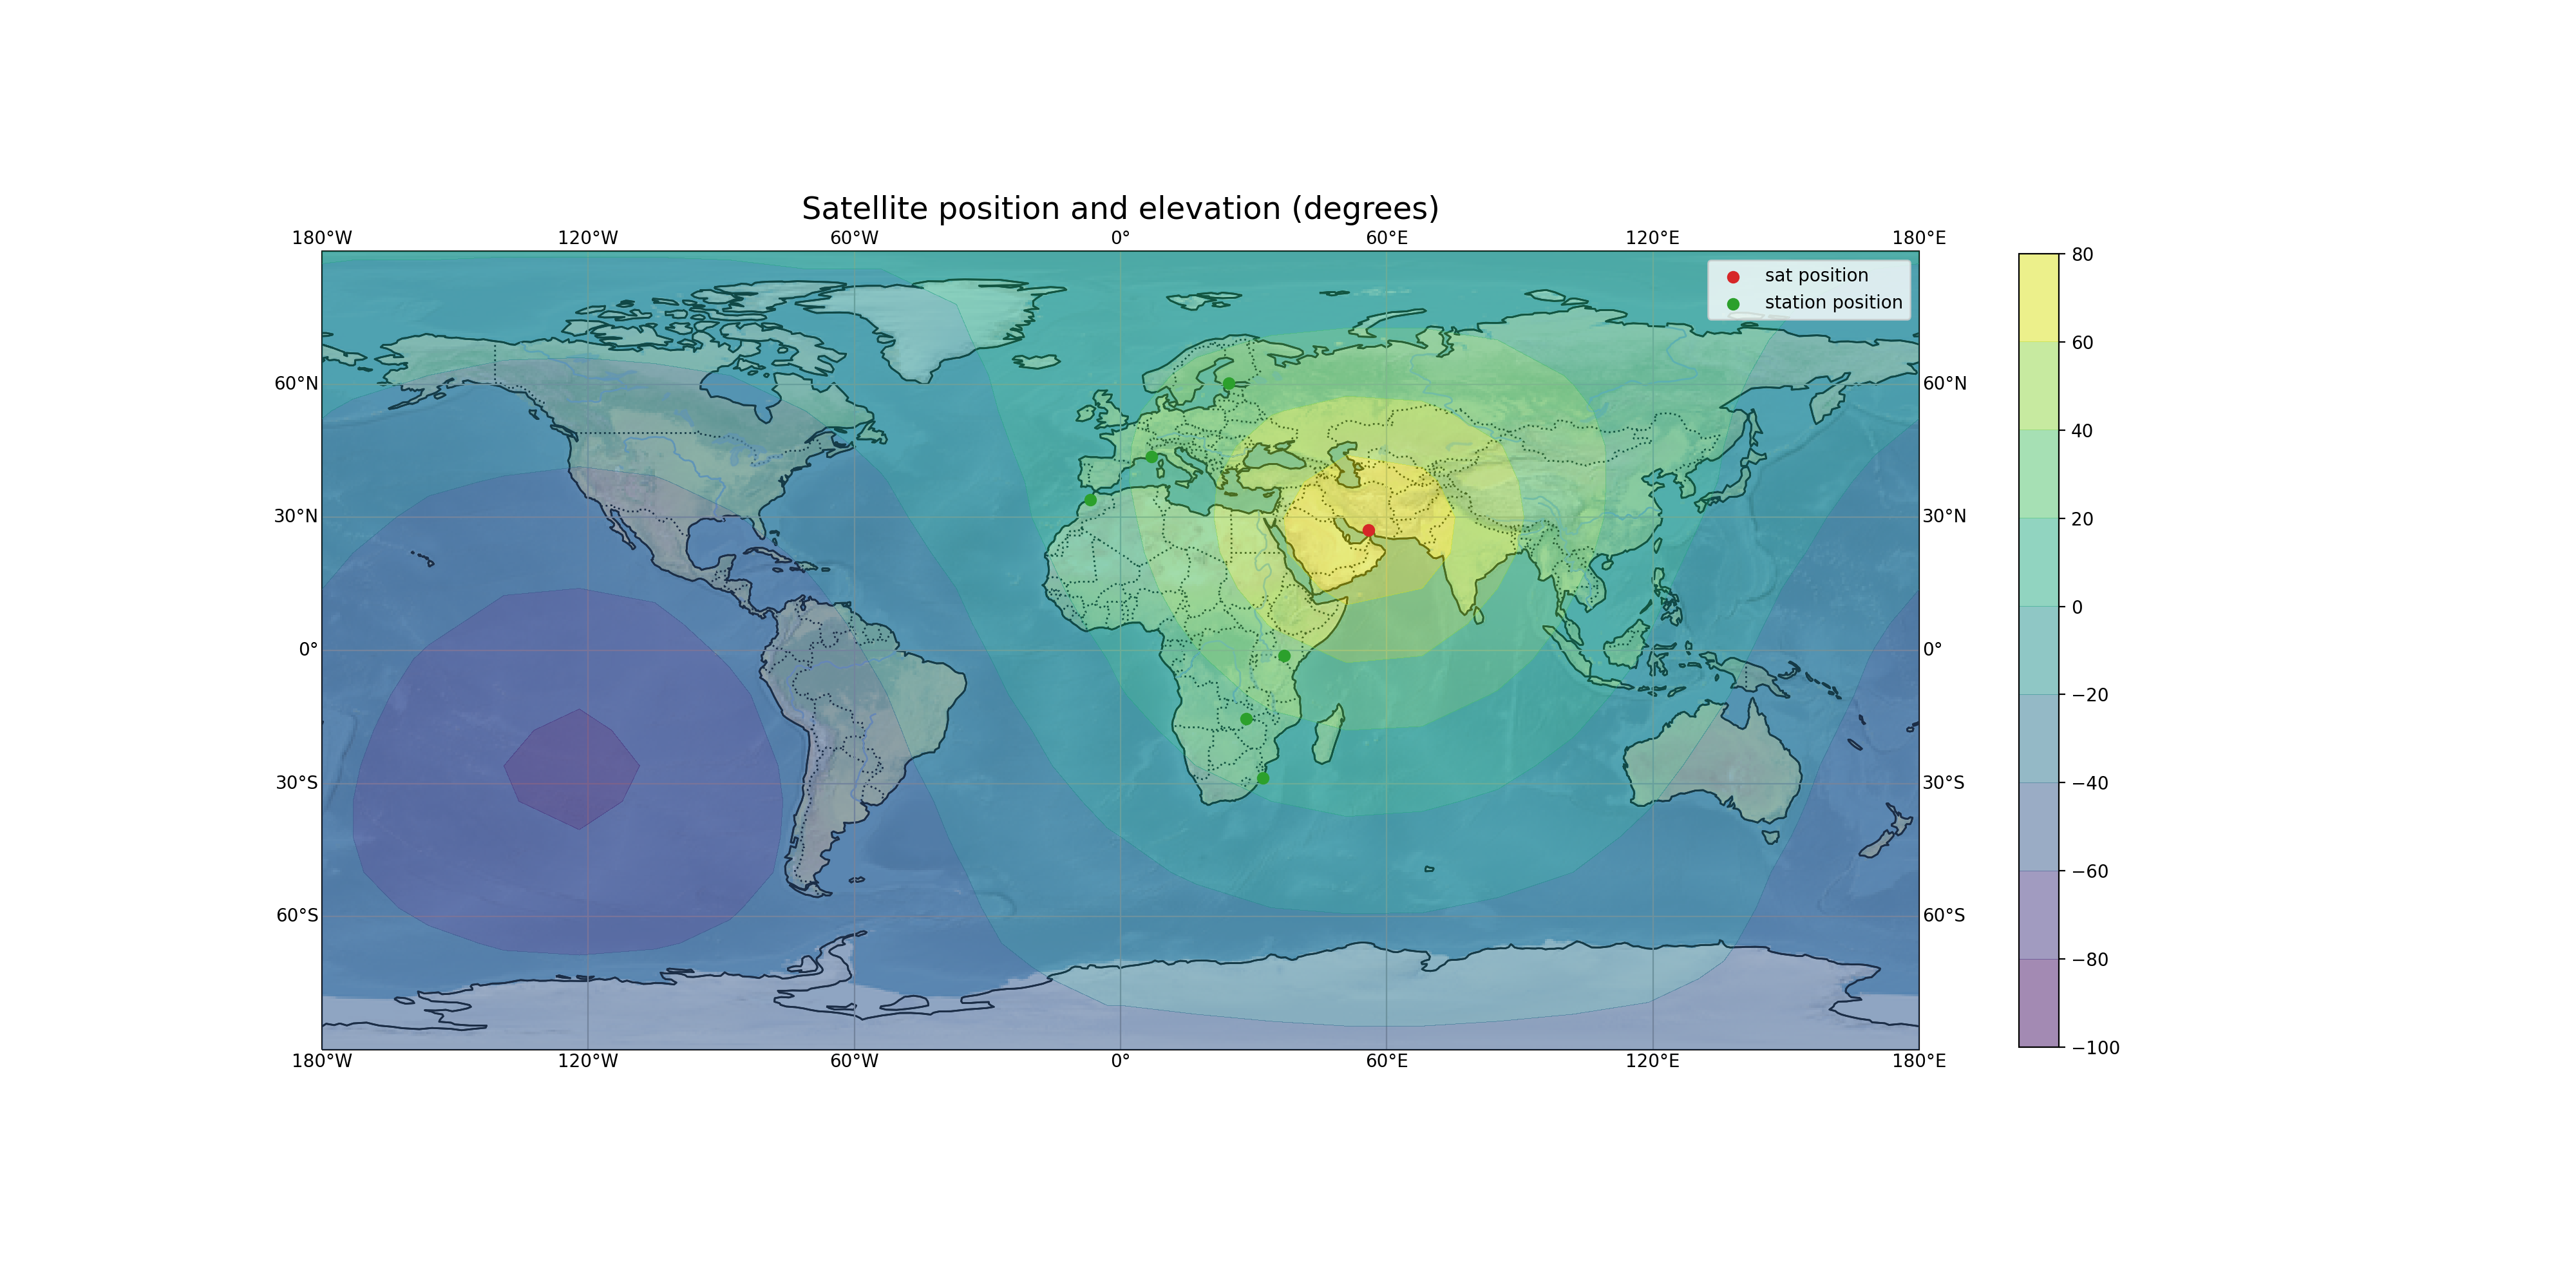 Satellite position and elevation (degrees)
180°W 120°W 60°W 0° 60°E 120°E 180°E
sat position
station position
60°N 60°N
30°N 30°N
0° 0°
30°S 30°S
60°S 60°S
180°W 120°W 60°W 0° 60°E 120°E 180°E
80
60
40
20
0
−20
−40
−60
−80
−100